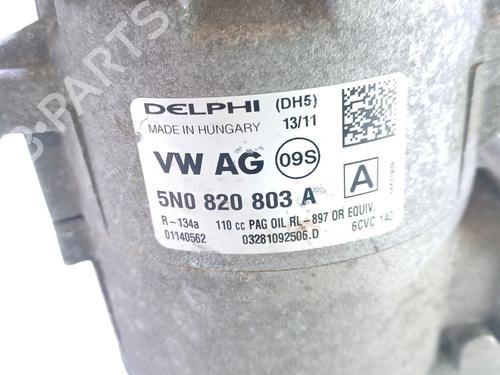 B-PARTS
DELPHI (DH5)
MADE IN HUNGARY 13/11
VW AG 09S
5N0 820 803 A A
R-134a 110 cc PAG OIL RL-897 OR EQUIV. 6CVC 140
01140562 03281092506.D